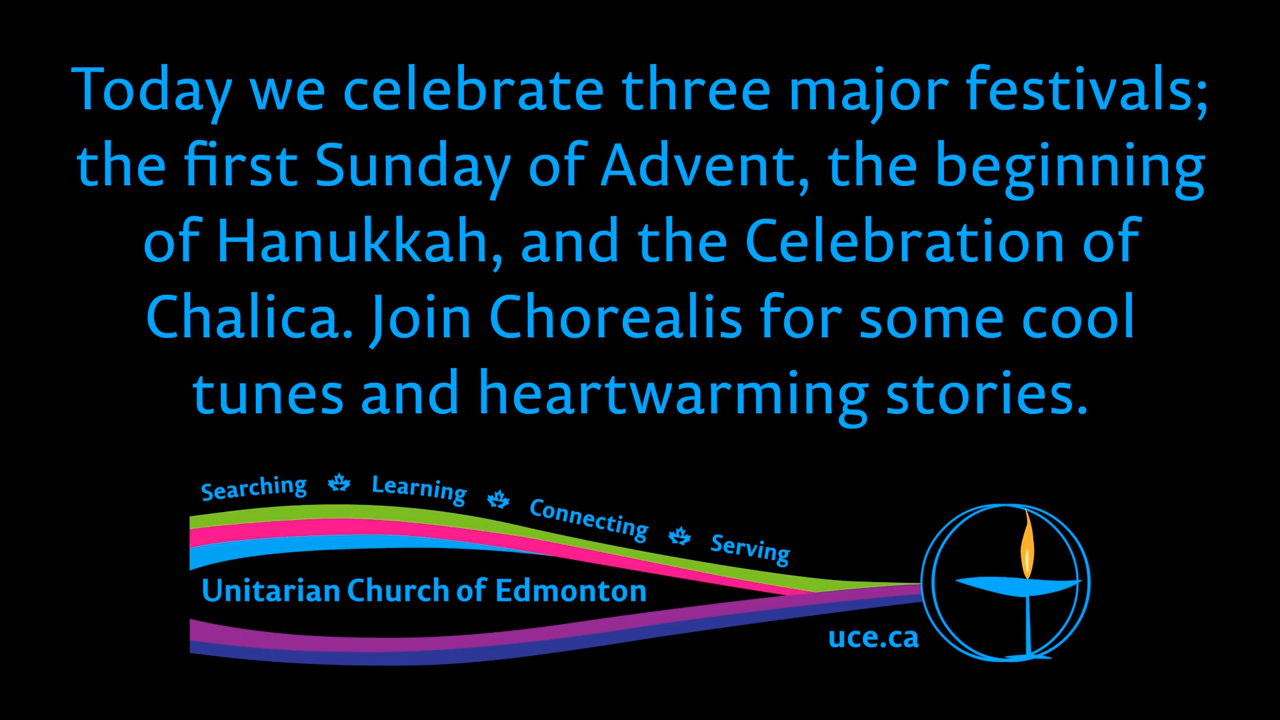 Today we celebrate three major festivals;
the first Sunday of Advent, the beginning
of Hanukkah, and the Celebration of
Chalica. Join Chorealis for some cool
tunes and heartwarming stories.
Searching Learning Connecting Serving
Unitarian Church of Edmonton
uce.ca